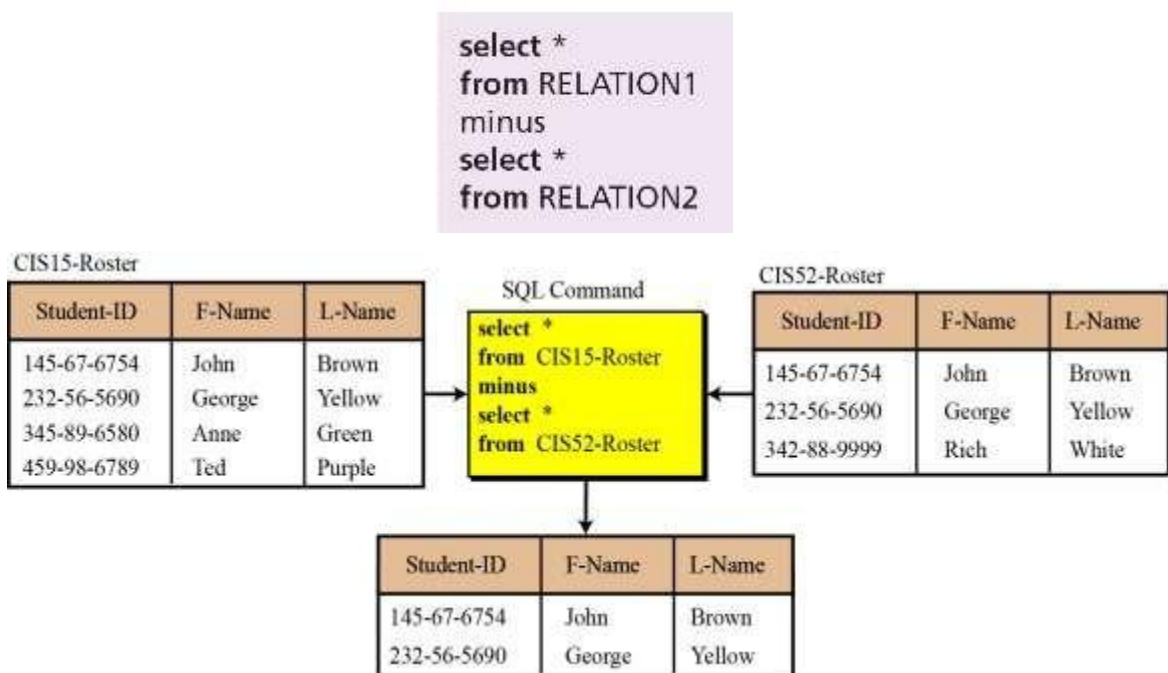 select *
from RELATION1
minus
select *
from RELATION2
CIS15-Roster
Student-ID F-Name L-Name
145-67-6754 John Brown
232-56-5690 George Yellow
345-89-6580 Anne Green
459-98-6789 Ted Purple
SQL Command
select *
from CIS15-Roster
minus
select *
from CIS52-Roster
CIS52-Roster
Student-ID F-Name L-Name
145-67-6754 John Brown
232-56-5690 George Yellow
342-88-9999 Rich White
Student-ID F-Name L-Name
145-67-6754 John Brown
232-56-5690 George Yellow